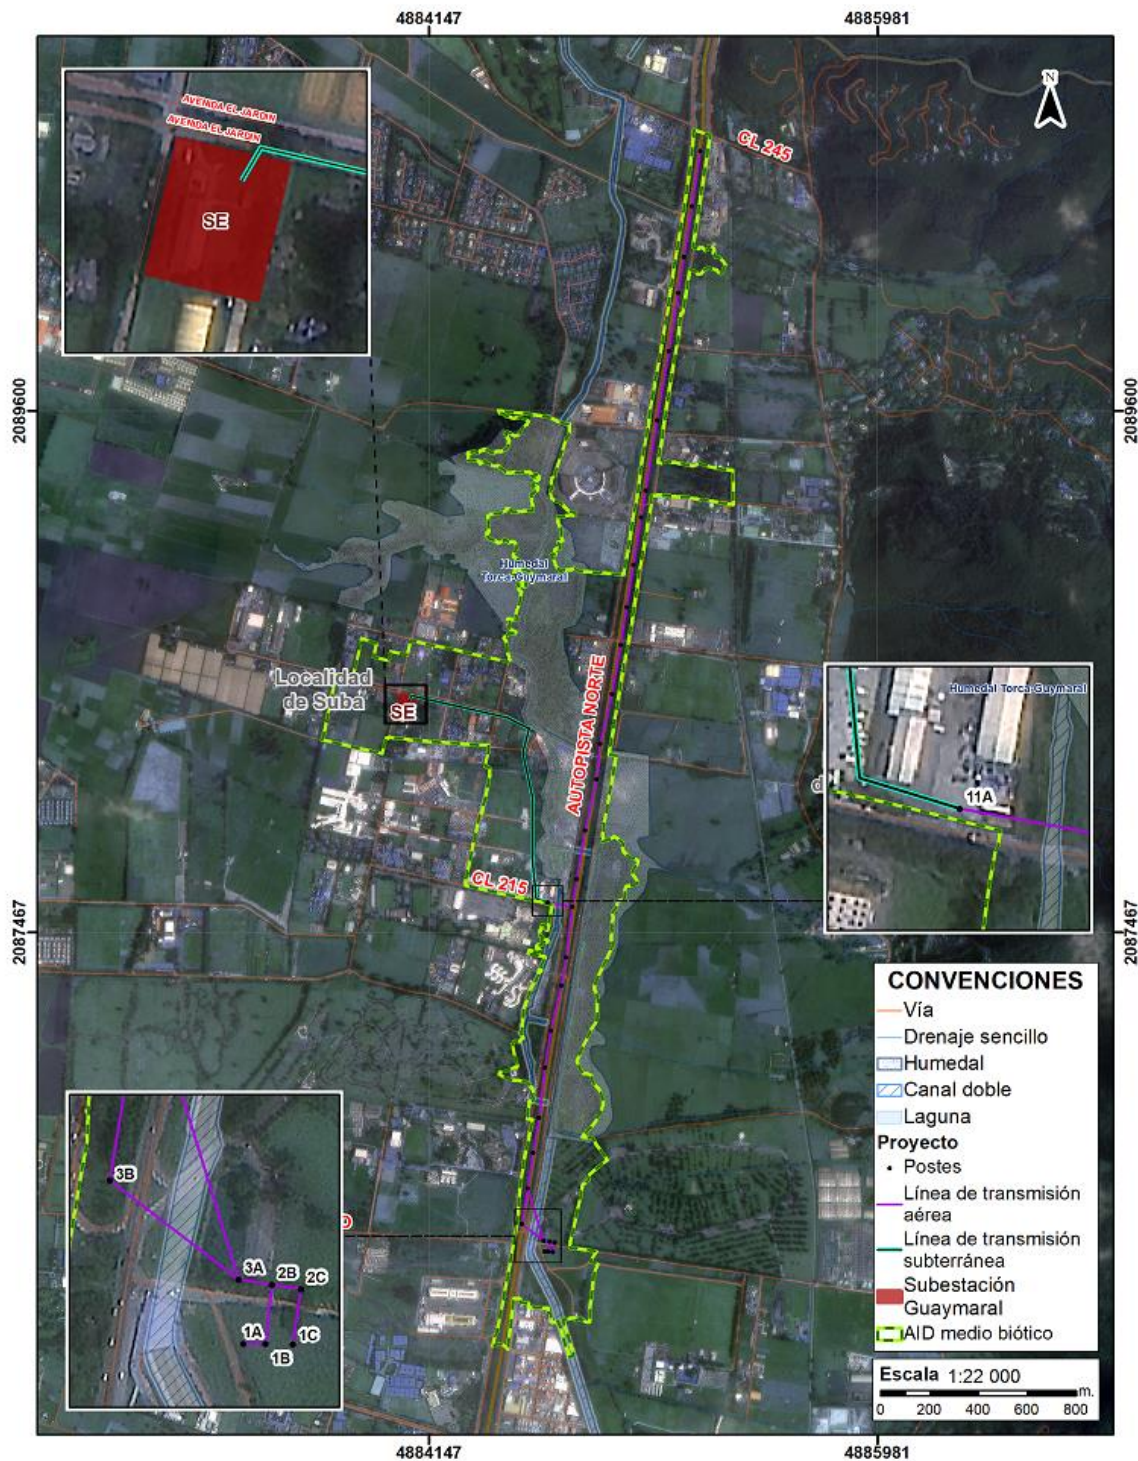 4884147
4885981
N
CL 245
AVENIDA EL JARDIN
AVENIDA EL JARDIN
SE
2089600
2089600
Humedal
Torca-Guymaral
Localidad
de Suba
SE
AUTOPISTA NORTE
Humedal Torca-Guymaral
d
11A
CL 215
2087467
2087467
CONVENCIONES
Vía
Drenaje sencillo
Humedal
Canal doble
Laguna
Proyecto
Postes
Línea de transmisión
aérea
Línea de transmisión
subterránea
Subestación
Guaymaral
AID medio biótico
3B
O
3A
2B
2C
1A
1C
1B
Escala 1:22 000
m.
0 200 400 600 800
4884147
4885981